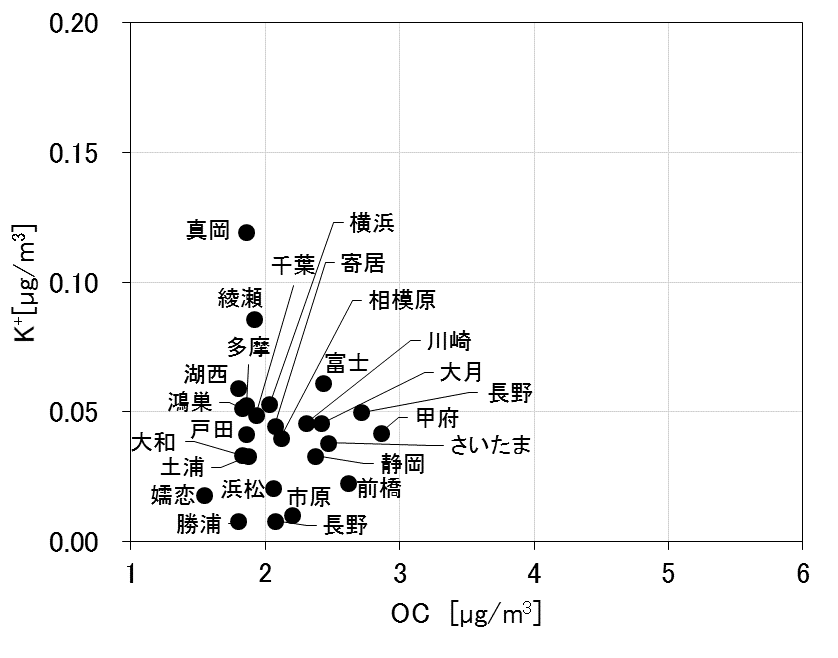 0.20
0.15
0.10
0.05
0.00
K⁺[μg/m³]
真岡
横浜
千葉
寄居
綾瀬
相模原
多摩
川崎
富士
湖西
大月
鴻巣
長野
戸田
甲府
大和
さいたま
土浦
静岡
嬬恋
浜松
市原
前橋
勝浦
長野
1 2 3 4 5 6
OC [μg/m³]